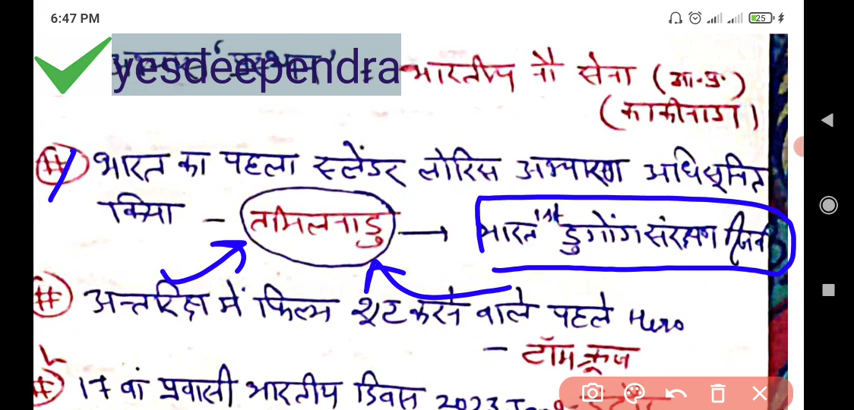 6:47 PM
25
yesdeependra
भारतीय नौ सेना (आ.प्र.)
(काकीनाडा)
# भारत का पहला स्लेंडर लोरिस अभ्यारण अधिसूचित
किया – तमिलनाडु → भारत 1st डुगोंग संरक्षण रिजर्व
# अन्तरिक्ष में फिल्म शूट करने वाले पहले Hero
– टॉम क्रूज
# 17 वां प्रवासी भारतीय दिवस 2023